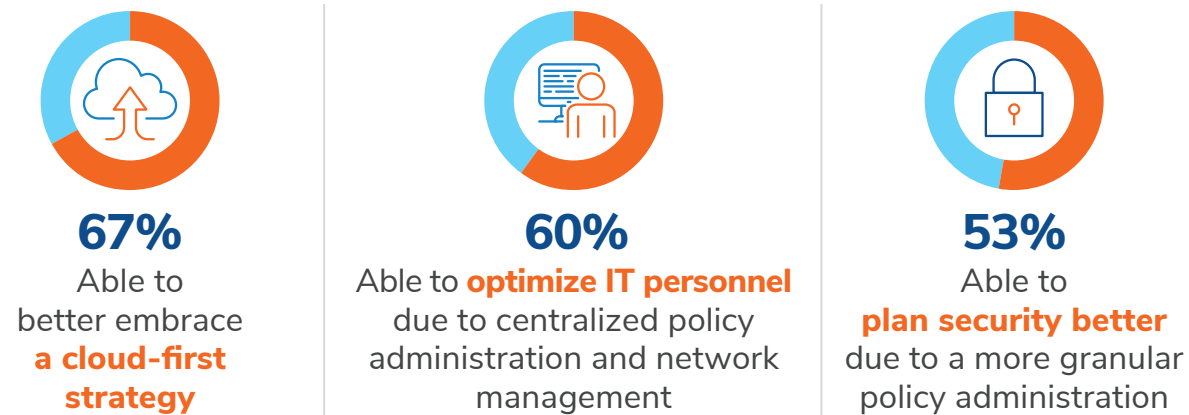 67%
Able to
better embrace
a cloud-first
strategy
60%
Able to optimize IT personnel
due to centralized policy
administration and network
management
53%
Able to
plan security better
due to a more granular
policy administration